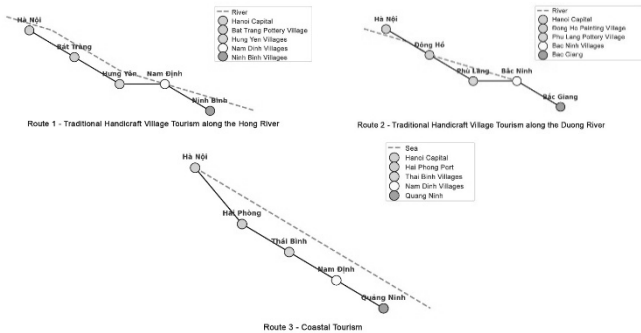 River
Hanoi Capital
Bat Trang Pottery Village
Hung Yen Villages
Nam Dinh Villages
Ninh Binh Villages
Hà Nội
Bát Tràng
Hưng Yên
Nam Định
Ninh Bình
Route 1 - Traditional Handicraft Village Tourism along the Hong River
River
Hanoi Capital
Dong Ho Painting Village
Phu Lang Pottery Village
Bac Ninh Villages
Bac Giang
Hà Nội
Đông Hồ
Phù Lãng
Bắc Ninh
Bắc Giang
Route 2 - Traditional Handicraft Village Tourism along the Duong River
Sea
Hanoi Capital
Hai Phong Port
Thai Binh Villages
Nam Dinh Villages
Quang Ninh
Hà Nội
Hải Phòng
Thái Bình
Nam Định
Quảng Ninh
Route 3 - Coastal Tourism